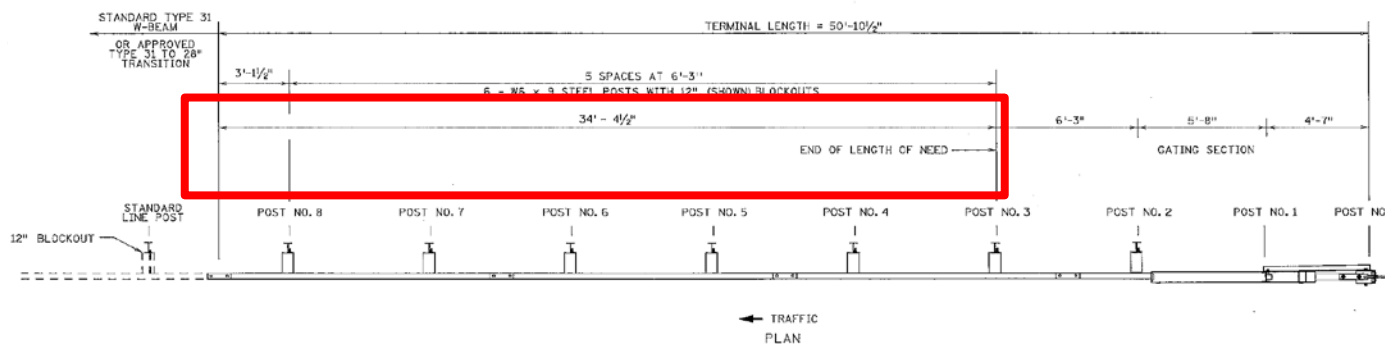 STANDARD TYPE 31
W-BEAM
OR APPROVED
TYPE 31 TO 28"
TRANSITION
TERMINAL LENGTH = 50'-10½"
3'-1½"
5 SPACES AT 6'-3"
6 - W6 × 9 STEEL POSTS WITH 12" (SHOWN) BLOCKOUTS
34' - 4½"
6'-3"
5'-8"
4'-7"
END OF LENGTH OF NEED
GATING SECTION
STANDARD
LINE POST
POST NO. 8
POST NO. 7
POST NO. 6
POST NO. 5
POST NO. 4
POST NO. 3
POST NO. 2
POST NO. 1
POST NO
12" BLOCKOUT
TRAFFIC
PLAN